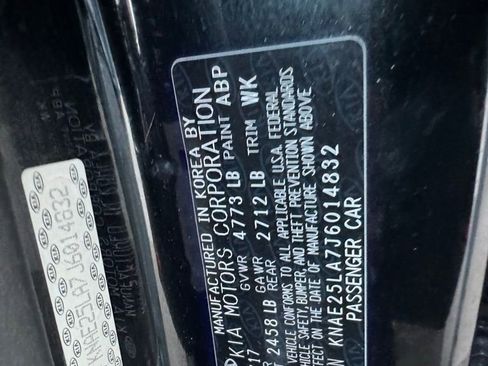 MANUFACTURED IN KOREA BY
KIA MOTORS CORPORATION
17 GVWR 4773 LB PAINT ABP
2458 LB GAWR REAR 2712 LB TRIM WK
VEHICLE CONFORMS TO ALL APPLICABLE U.S.A. FEDERAL
VEHICLE SAFETY, BUMPER, AND THEFT PREVENTION STANDARDS
EFFECT ON THE DATE OF MANUFACTURE SHOWN ABOVE
KNAE25LA7J6014832
PASSENGER CAR
KNAE25LA7J6014832